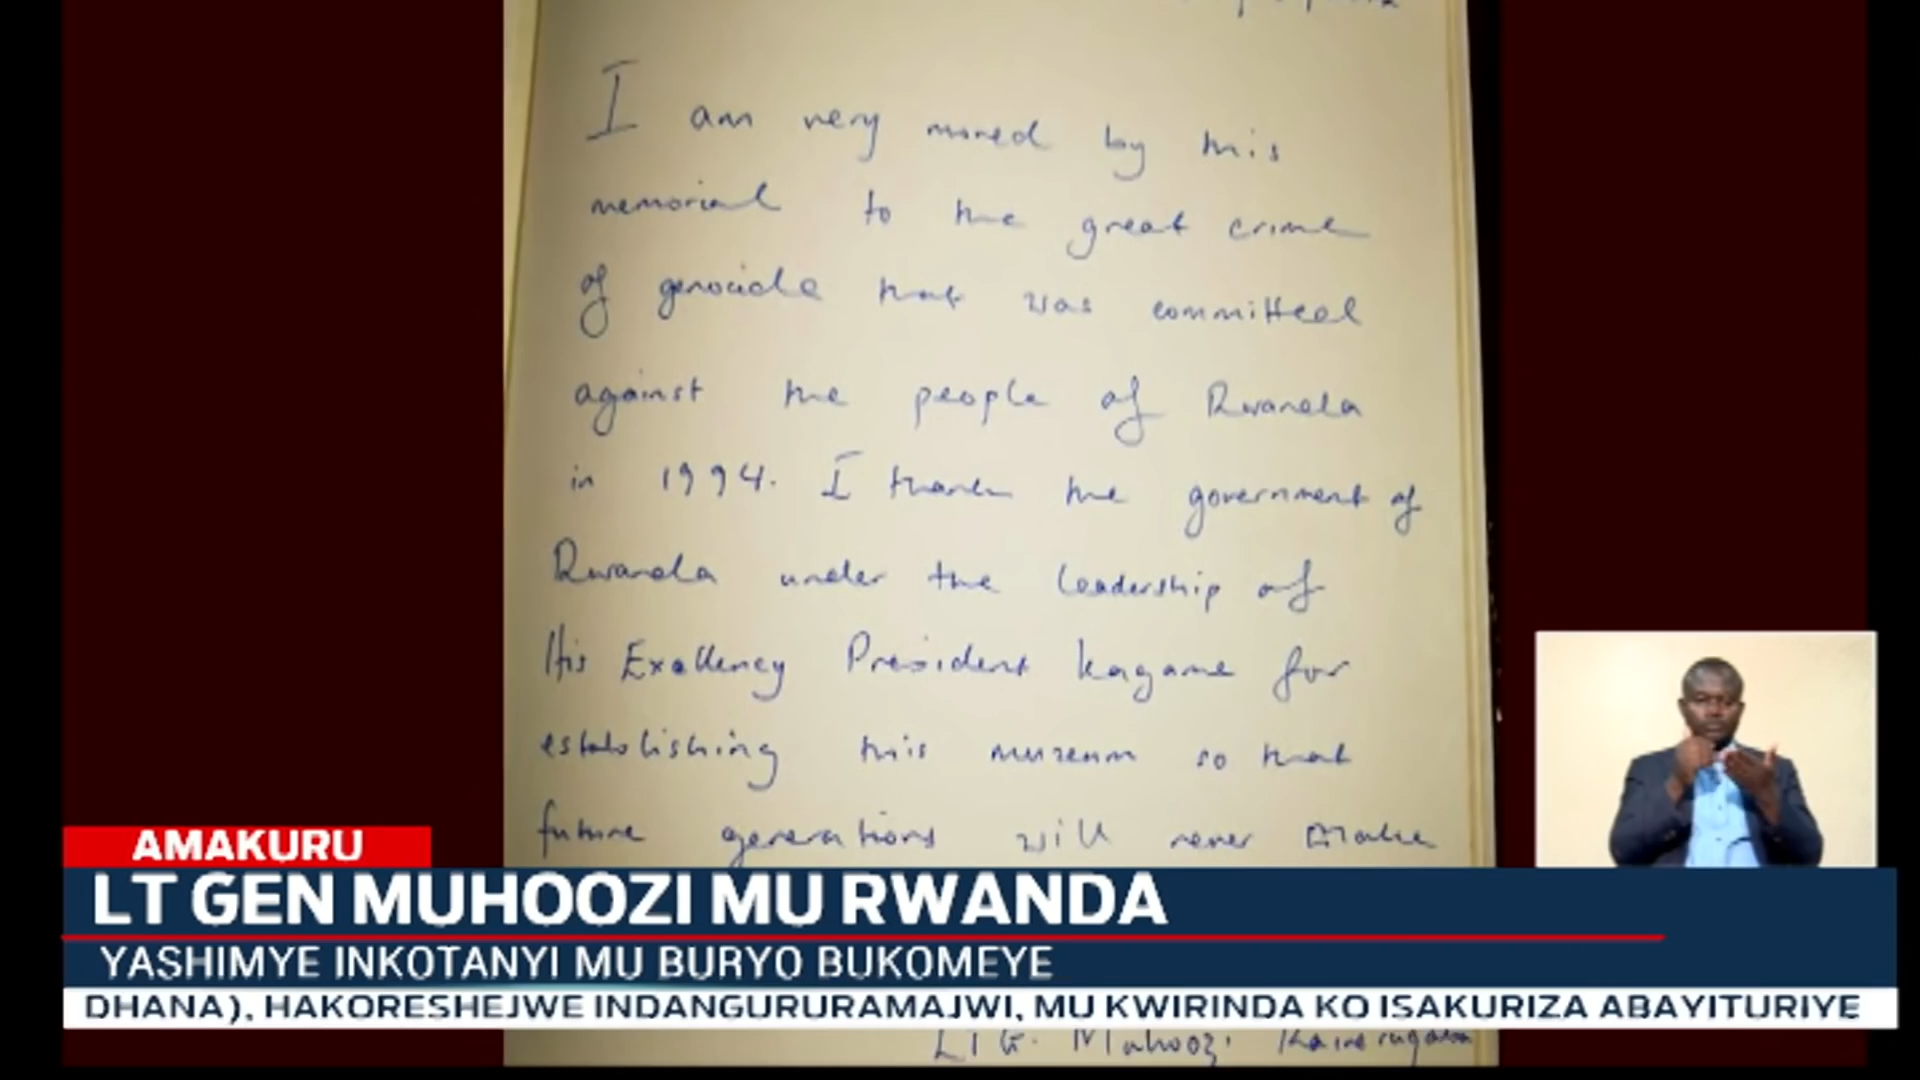 I am very moved by this
memorial to the great crime
of genocide that was committed
against the people of Rwanda
in 1994. I thank the government of
Rwanda under the leadership of
His Exellency President Kagame for
establishing this museum so that
future generations will never make
AMAKURU
LT GEN MUHOOZI MU RWANDA
YASHIMYE INKOTANYI MU BURYO BUKOMEYE
DHANA), HAKORESHEJWE INDANGURURAMAJWI, MU KWIRINDA KO ISAKURIZA ABAYITURIYE
LT G. Muhoozi Kainerugaba